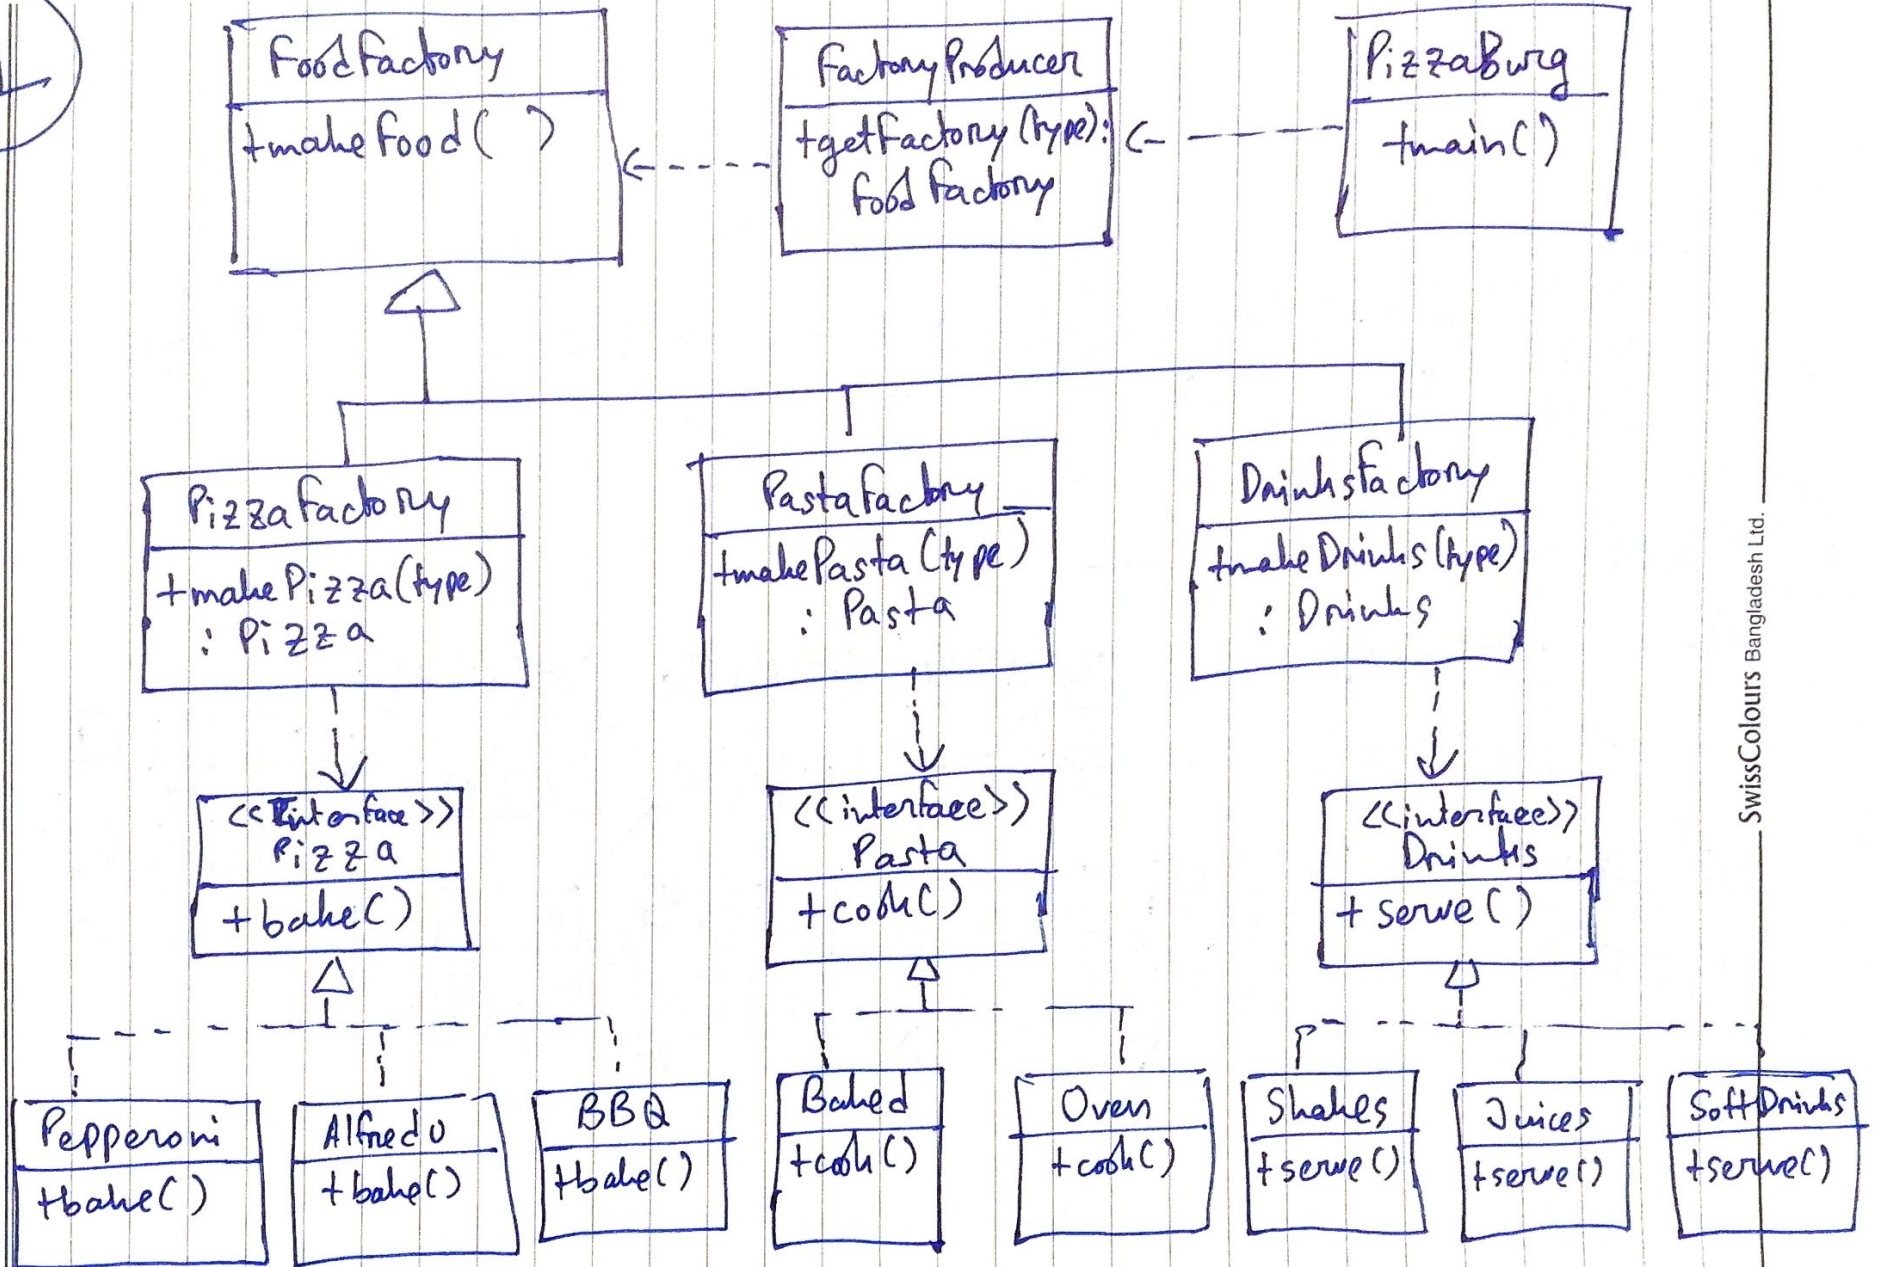 FoodFactory
+makeFood( )
FactoryProducer
+getFactory(type):
FoodFactory
PizzaBurg
+main()
PizzaFactory
+makePizza(type)
: Pizza
PastaFactory
+makePasta(type)
: Pasta
DrinksFactory
+makeDrinks(type)
: Drinks
<<interface>>
Pizza
+bake()
<<interface>>
Pasta
+cook()
<<interface>>
Drinks
+serve()
Pepperoni
+bake()
Alfredo
+bake()
BBQ
+bake()
Baked
+cook()
Oven
+cook()
Shakes
+serve()
Juices
+serve()
SoftDrinks
+serve()
SwissColours Bangladesh Ltd.